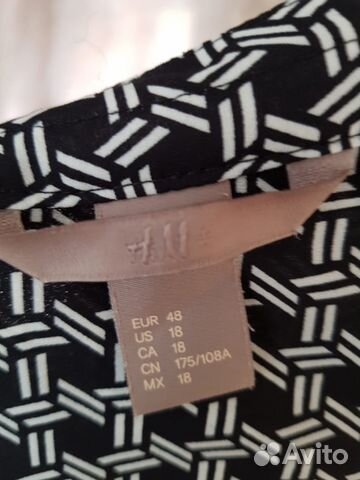 H&M
EUR 48
US 18
CA 18
CN 175/108A
MX 18
Avito